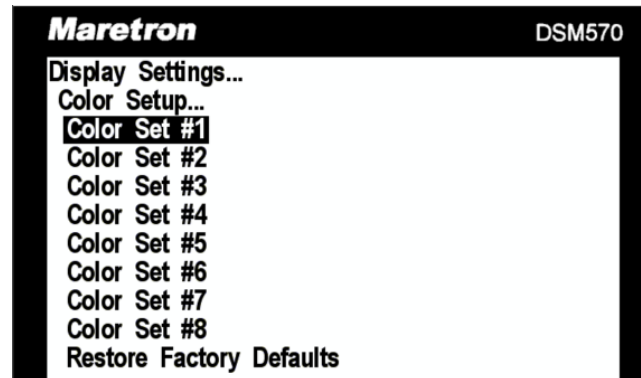 Maretron
DSM570
Display Settings...
Color Setup...
Color Set #1
Color Set #2
Color Set #3
Color Set #4
Color Set #5
Color Set #6
Color Set #7
Color Set #8
Restore Factory Defaults